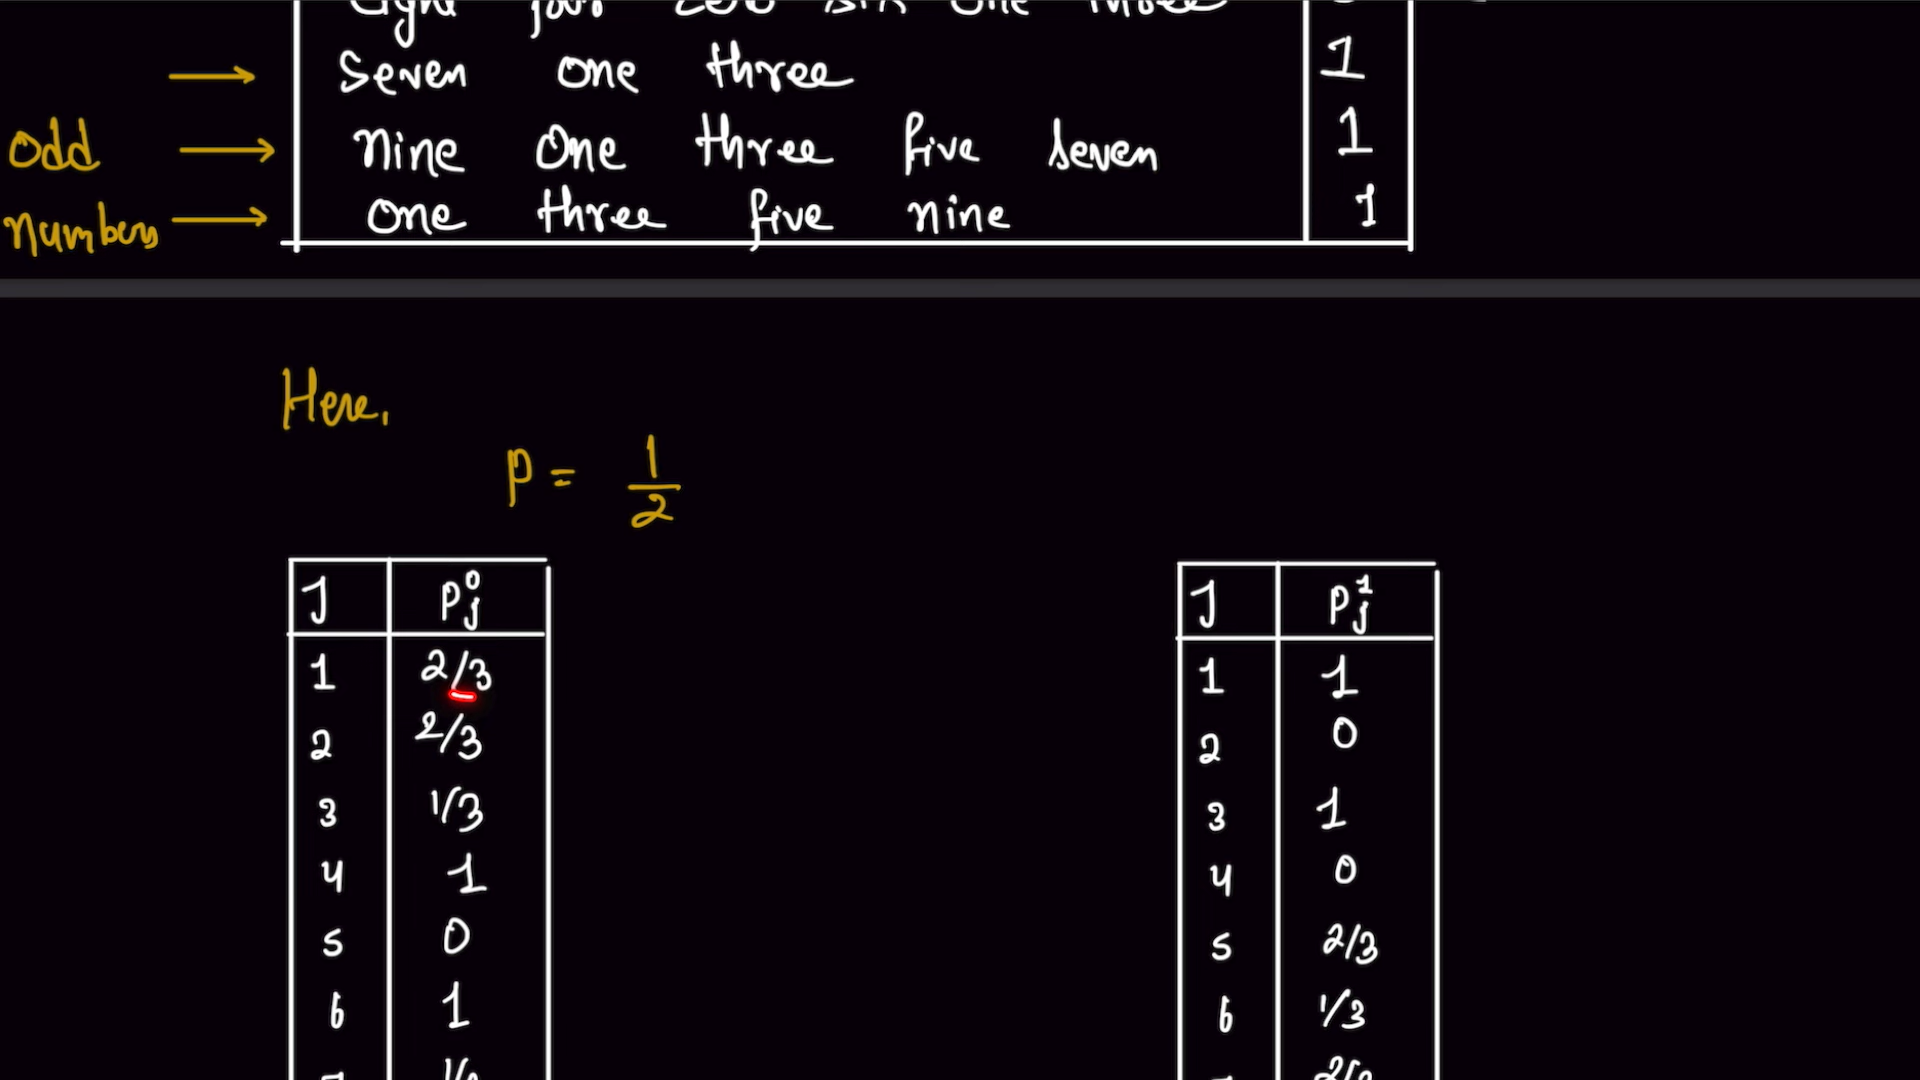 Seven one three 1
odd nine one three five seven 1
numbers one three five nine 1
Here,
P = 1/2
J P_j^0 J P_j^1
1 2/3 1 1
2 2/3 2 0
3 1/3 3 1
4 1 4 0
5 0 5 2/3
6 1 6 1/3